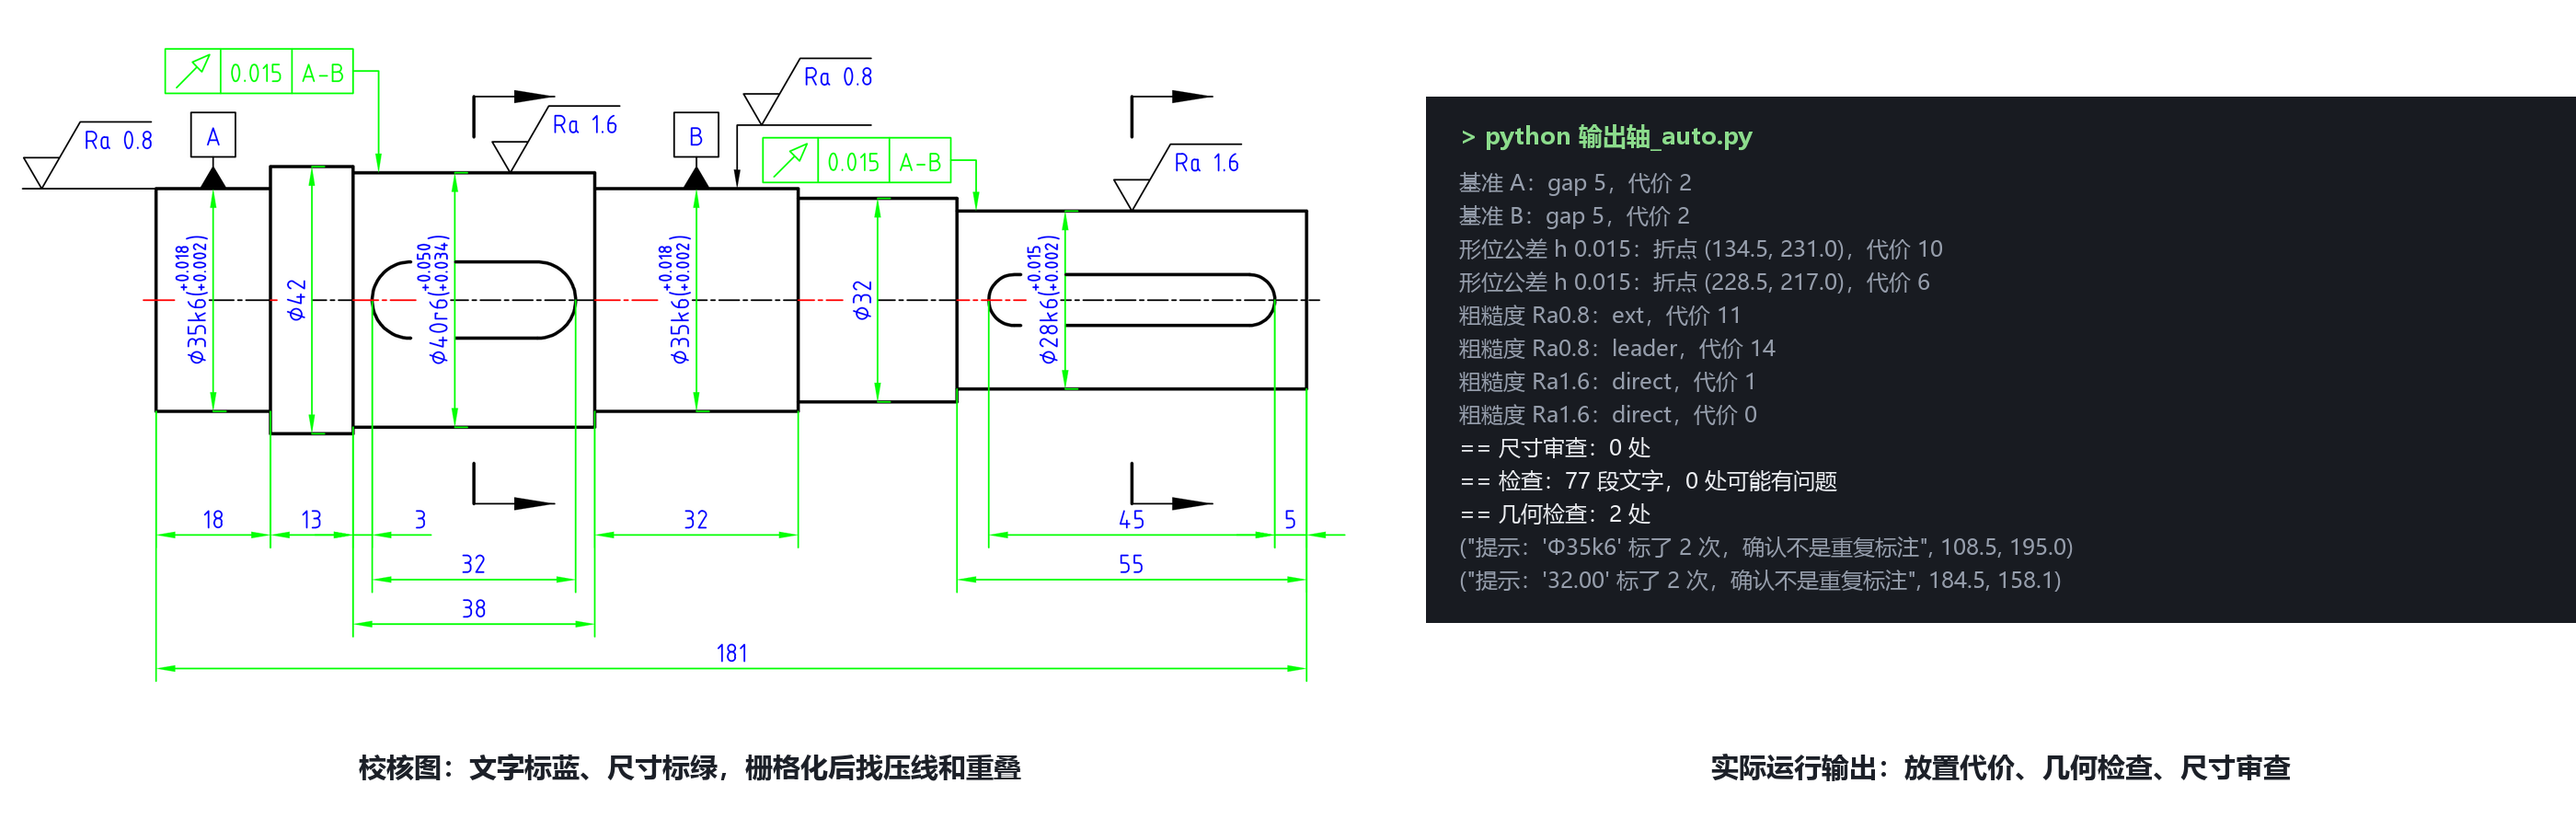 0.015 A-B
Ra 0.8
Ra 0.8
A
Ra 1.6
B
0.015 A-B
Ra 1.6
Φ35k6(+0.018 +0.002)
Φ42
Φ40r6(+0.050 +0.034)
Φ35k6(+0.018 +0.002)
Φ32
Φ28k6(+0.015 +0.002)
18 13 3 32 45 5
32 55
38
181
校核图：文字标蓝、尺寸标绿，栅格化后找压线和重叠
> python 输出轴_auto.py
基准 A：gap 5，代价 2
基准 B：gap 5，代价 2
形位公差 h 0.015：折点 (134.5, 231.0)，代价 10
形位公差 h 0.015：折点 (228.5, 217.0)，代价 6
粗糙度 Ra0.8：ext，代价 11
粗糙度 Ra0.8：leader，代价 14
粗糙度 Ra1.6：direct，代价 1
粗糙度 Ra1.6：direct，代价 0
== 尺寸审查：0 处
== 检查：77 段文字，0 处可能有问题
== 几何检查：2 处
("提示：'Φ35k6' 标了 2 次，确认不是重复标注", 108.5, 195.0)
("提示：'32.00' 标了 2 次，确认不是重复标注", 184.5, 158.1)
实际运行输出：放置代价、几何检查、尺寸审查